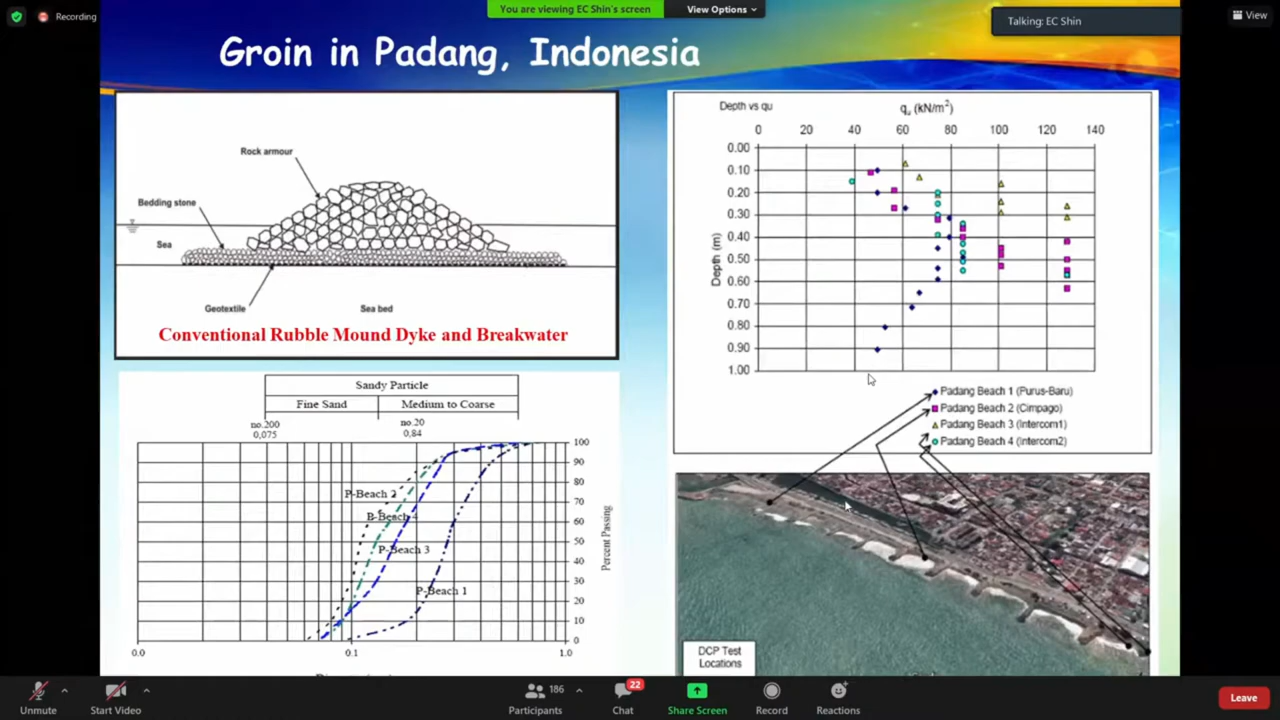 Recording
You are viewing EC Shin's screen
View Options
Talking: EC Shin
View
Groin in Padang, Indonesia
Rock armour
Bedding stone
Sea
Geotextile
Sea bed
Conventional Rubble Mound Dyke and Breakwater
Depth vs qu
qu (kN/m2)
0 20 40 60 80 100 120 140
Depth (m)
0.00
0.10
0.20
0.30
0.40
0.50
0.60
0.70
0.80
0.90
1.00
Padang Beach 1 (Purus-Baru)
Padang Beach 2 (Cimpago)
Padang Beach 3 (Intercom1)
Padang Beach 4 (Intercom2)
Sandy Particle
Fine Sand Medium to Coarse
no.200 no.20
0,075 0,84
100
90
80
70
60
50
40
30
20
10
0
Percent Passing
P-Beach 2
B-Beach 4
P-Beach 3
P-Beach 1
0.0 0.1 1.0
DCP Test
Locations
Unmute
Start Video
186
Participants
22
Chat
Share Screen
Record
Reactions
Leave